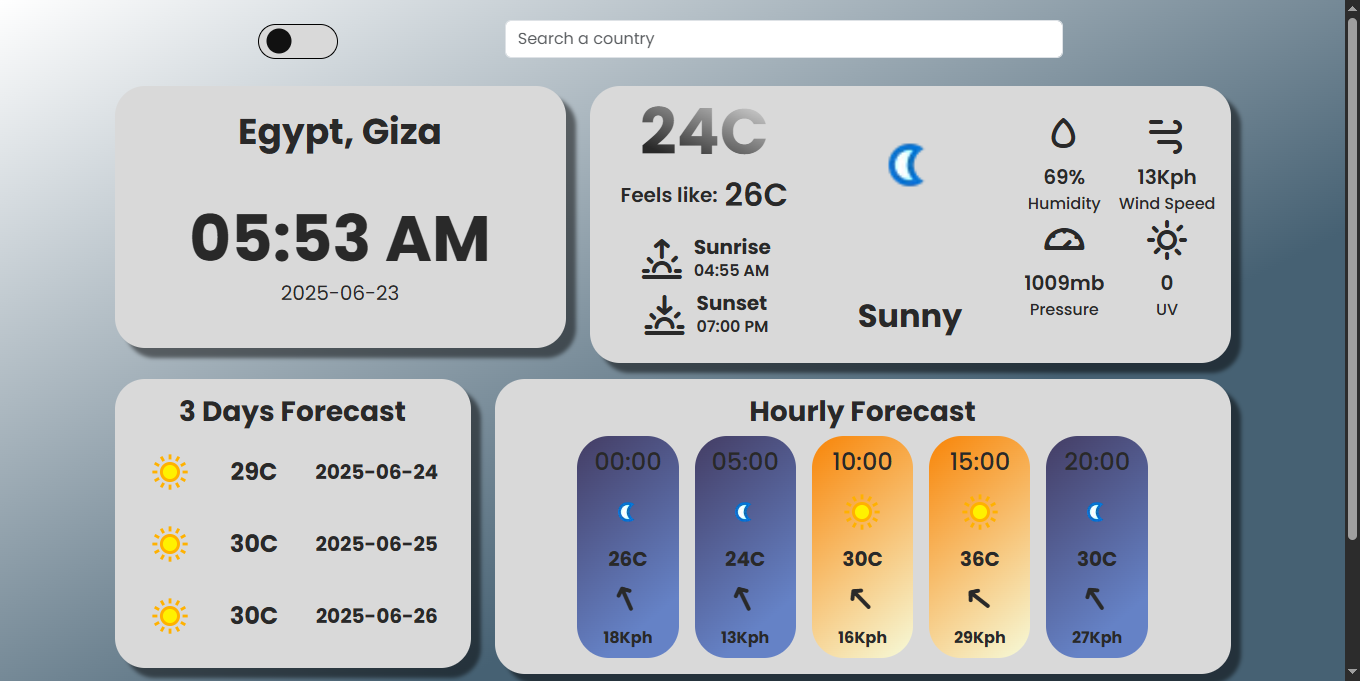 Search a country
Egypt, Giza
05:53 AM
2025-06-23
24C
Feels like: 26C
Sunrise
04:55 AM
Sunset
07:00 PM
Sunny
69%
Humidity
13Kph
Wind Speed
1009mb
Pressure
0
UV
3 Days Forecast
29C 2025-06-24
30C 2025-06-25
30C 2025-06-26
Hourly Forecast
00:00 05:00 10:00 15:00 20:00
26C 24C 30C 36C 30C
18Kph 13Kph 16Kph 29Kph 27Kph